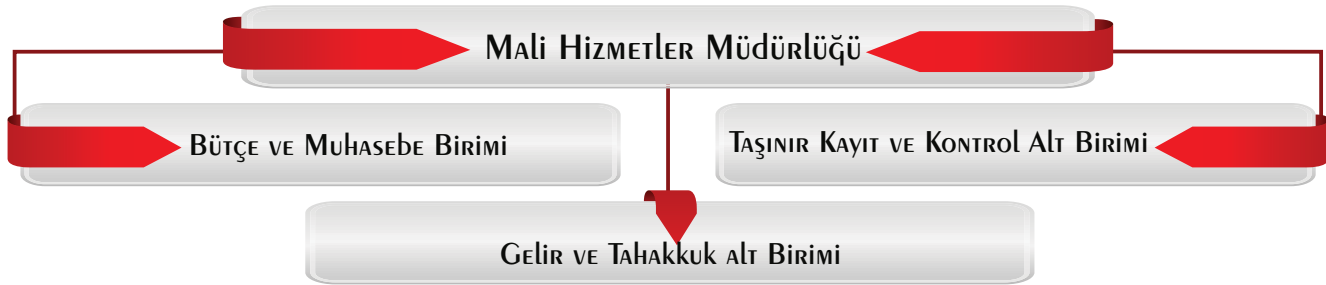 Mali Hizmetler Müdürlüğü
Bütçe ve Muhasebe Birimi
Taşınır Kayıt ve Kontrol Alt Birimi
Gelir ve Tahakkuk alt Birimi